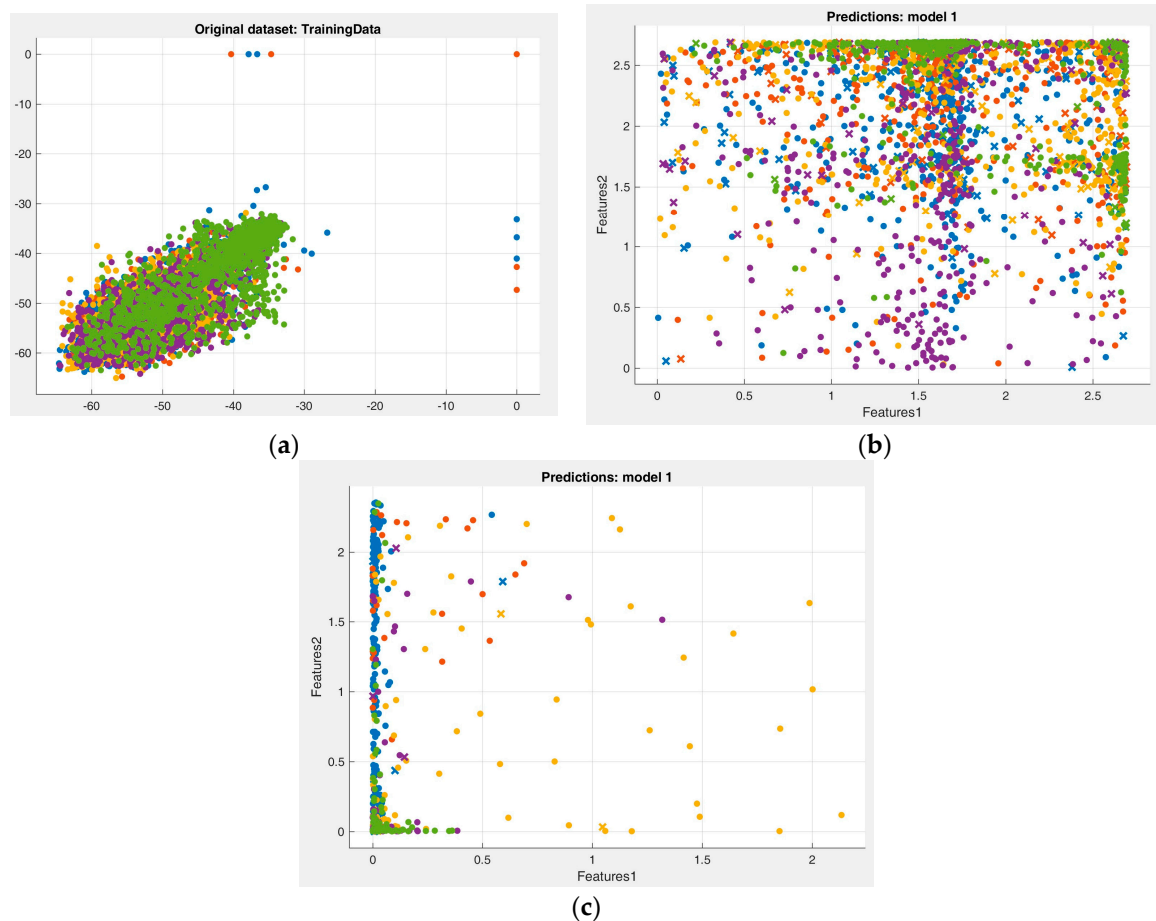 Original dataset: TrainingData
0
-10
-20
-30
-40
-50
-60
-60 -50 -40 -30 -20 -10 0
(a)
Predictions: model 1
2.5
2
1.5
1
0.5
0
Features2
0 0.5 1 1.5 2 2.5
Features1
(b)
Predictions: model 1
2
1.5
1
0.5
0
Features2
0 0.5 1 1.5 2
Features1
(c)